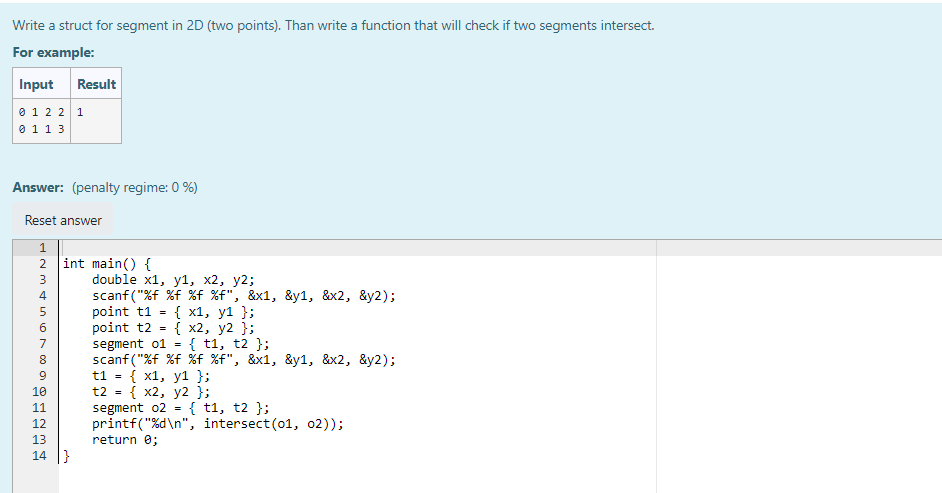 Write a struct for segment in 2D (two points). Than write a function that will check if two segments intersect.
For example:
Input Result
0 1 2 2 1
0 1 1 3
Answer: (penalty regime: 0 %)
Reset answer
1
2 int main() {
3     double x1, y1, x2, y2;
4     scanf("%f %f %f %f", &x1, &y1, &x2, &y2);
5     point t1 = { x1, y1 };
6     point t2 = { x2, y2 };
7     segment o1 = { t1, t2 };
8     scanf("%f %f %f %f", &x1, &y1, &x2, &y2);
9     t1 = { x1, y1 };
10     t2 = { x2, y2 };
11     segment o2 = { t1, t2 };
12     printf("%d\n", intersect(o1, o2));
13     return 0;
14 }